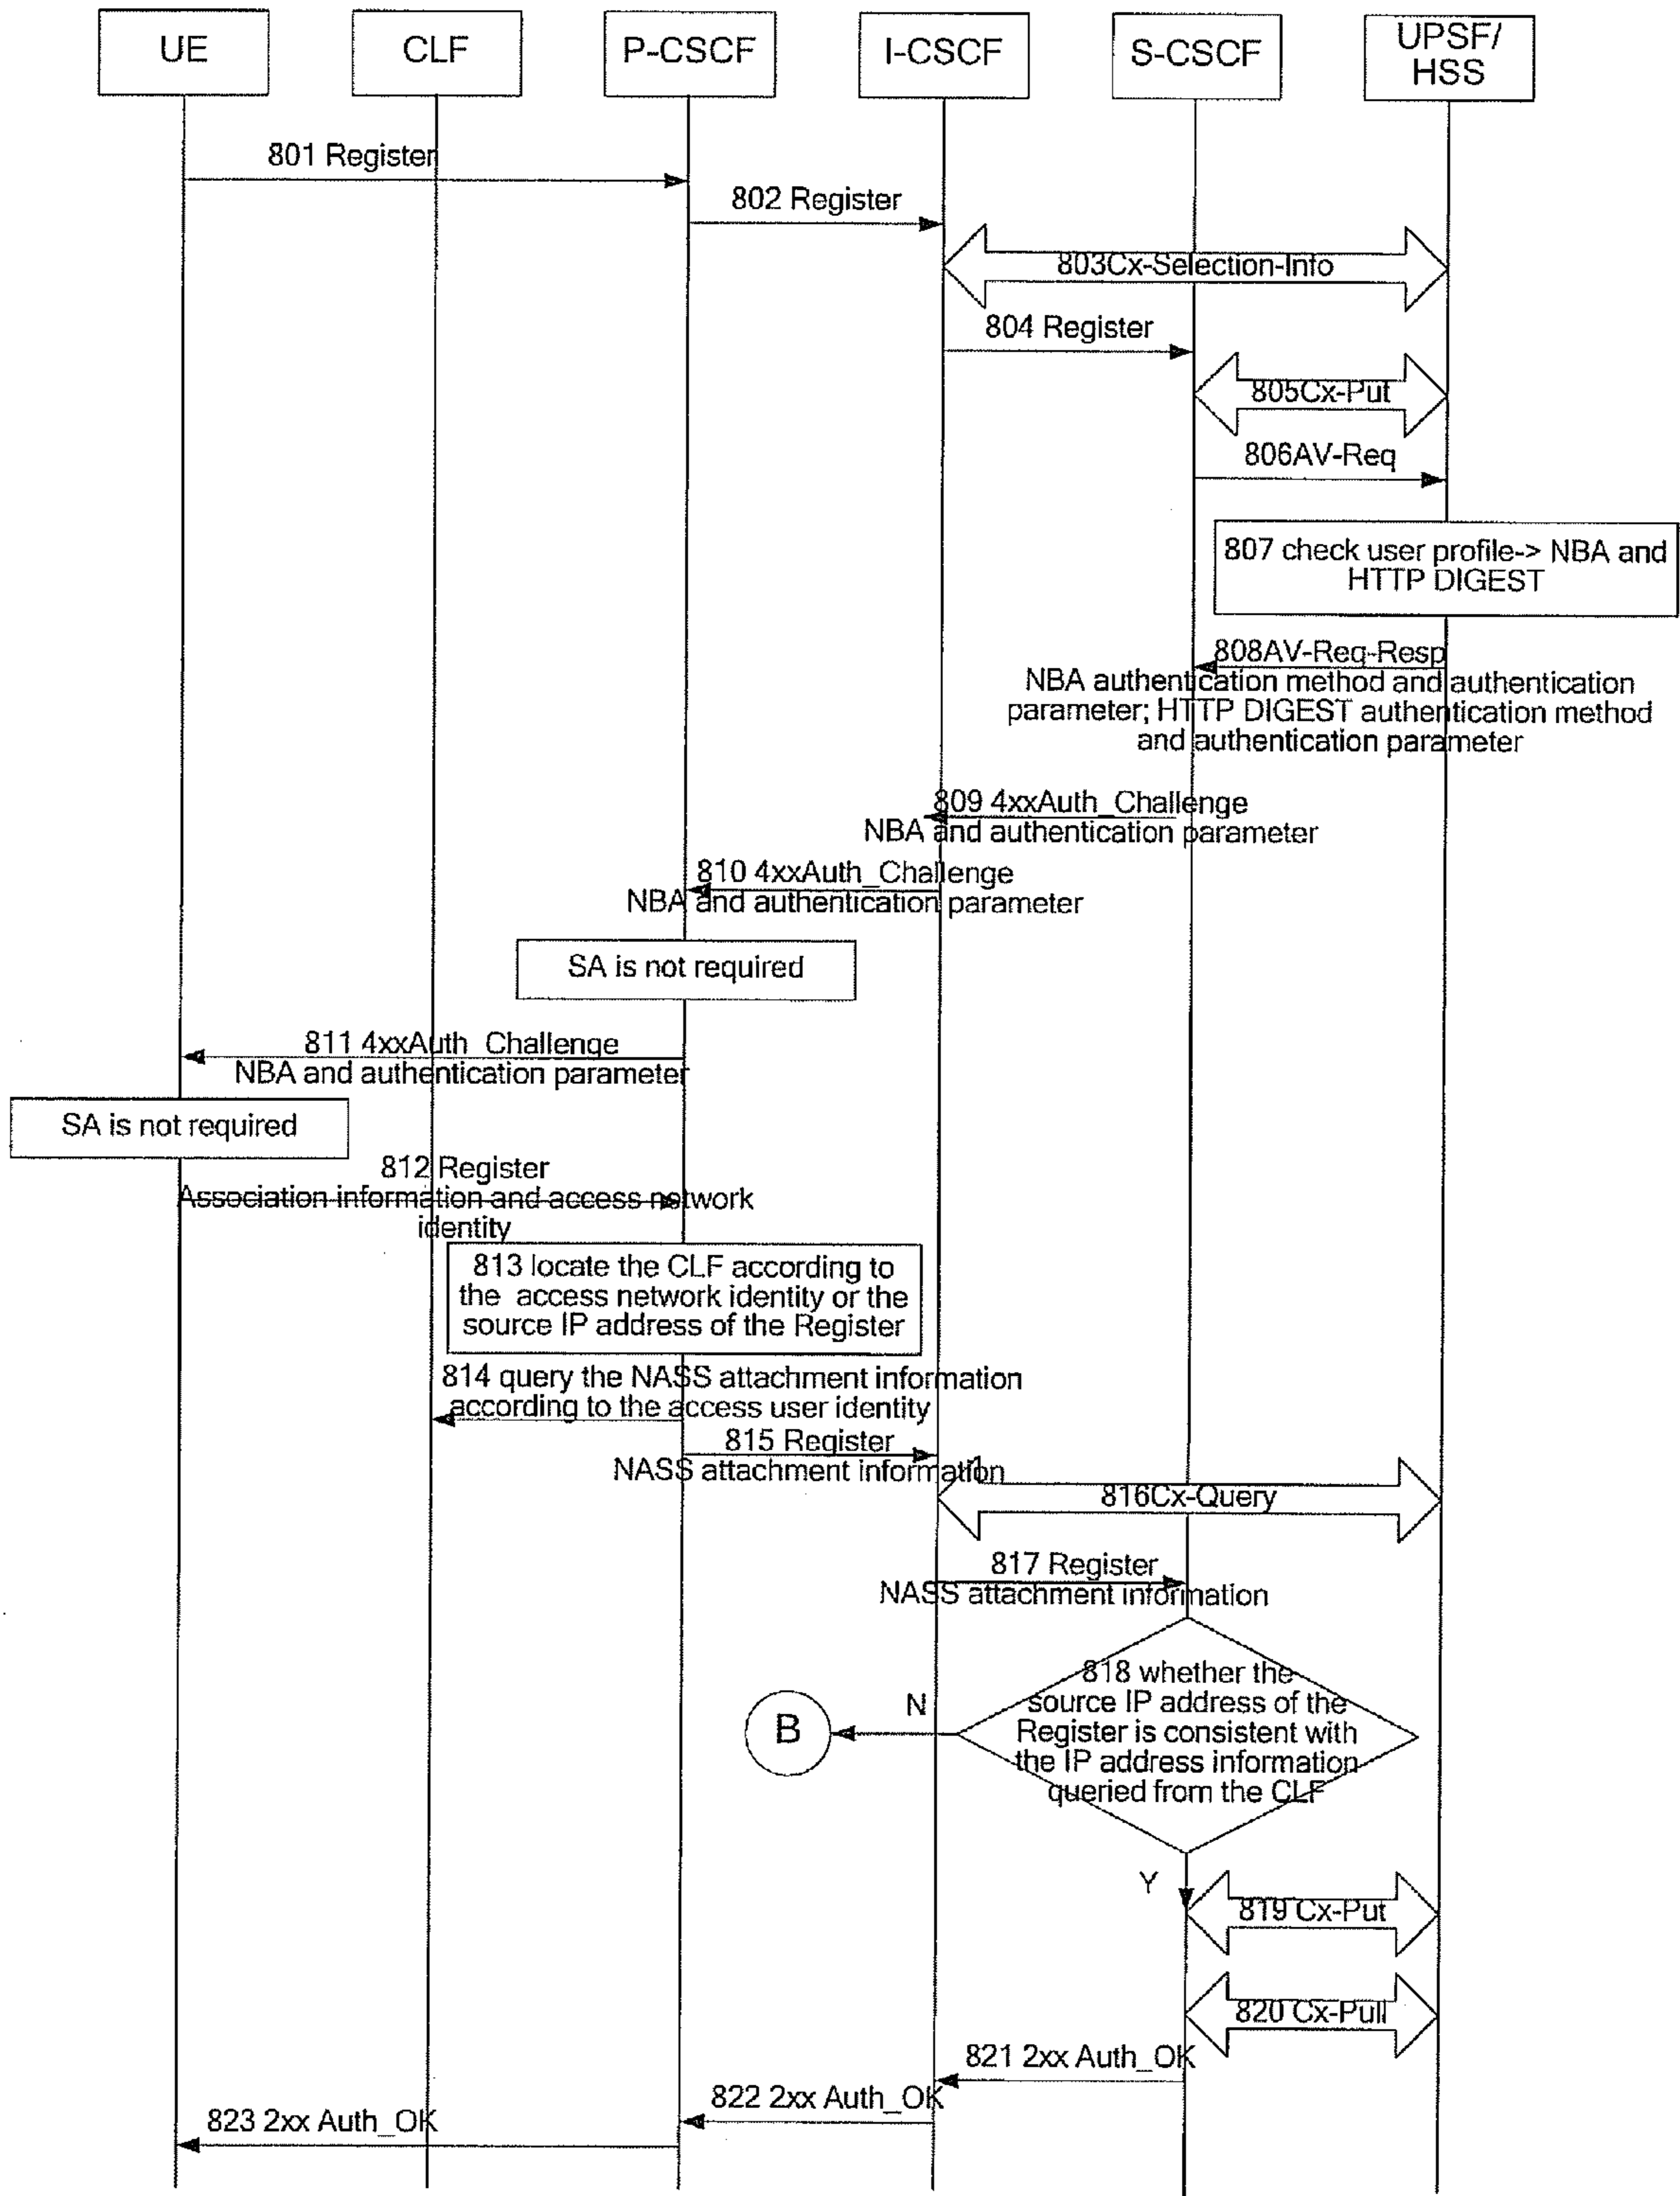 UE
CLF
P-CSCF
I-CSCF
S-CSCF
UPSF/
HSS
801 Register
802 Register
803Cx-Selection-Info
804 Register
805Cx-Put
806AV-Req
807 check user profile-> NBA and
HTTP DIGEST
808AV-Req-Resp
NBA authentication method and authentication
parameter; HTTP DIGEST authentication method
and authentication parameter
809 4xxAuth_Challenge
NBA and authentication parameter
810 4xxAuth_Challenge
NBA and authentication parameter
SA is not required
811 4xxAuth_Challenge
NBA and authentication parameter
SA is not required
812 Register
Association information and access network
identity
813 locate the CLF according to
the access network identity or the
source IP address of the Register
814 query the NASS attachment information
according to the access user identity
815 Register
NASS attachment information
816Cx-Query
817 Register
NASS attachment information
818 whether the
source IP address of the
Register is consistent with
the IP address information
queried from the CLF
N
B
Y
819 Cx-Put
820 Cx-Pull
821 2xx Auth_OK
822 2xx Auth_OK
823 2xx Auth_OK